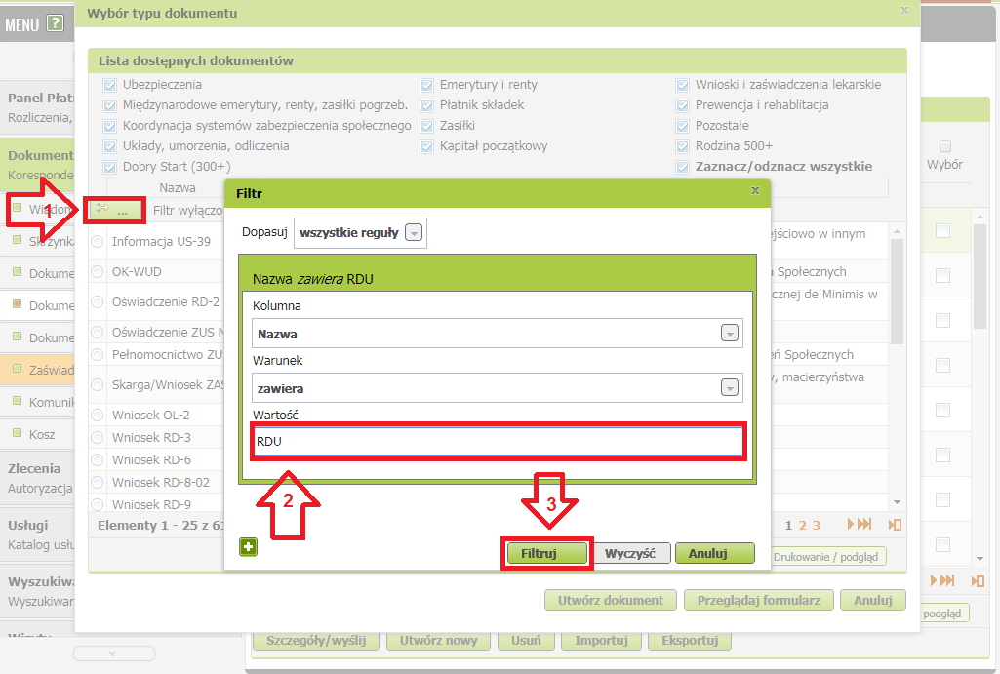 Wybór typu dokumentu
x
MENU ?
Lista dostępnych dokumentów
Ubezpieczenia
Emerytury i renty
Wnioski i zaświadczenia lekarskie
Międzynarodowe emerytury, renty, zasiłki pogrzeb.
Płatnik składek
Prewencja i rehablitacja
Koordynacja systemów zabezpieczenia społecznego
Zasiłki
Pozostałe
Układy, umorzenia, odliczenia
Kapitał początkowy
Rodzina 500+
Dobry Start (300+)
Zaznacz/odznacz wszystkie
Panel Płat
Rozliczenia,
Dokument
Koresponde
Wiadom
Skrzynka
Dokume
Dokume
Dokume
Zaświad
Komunik
Kosz
Zlecenia
Autoryzacja
Usługi
Katalog usłu
Wyszukiwa
Wyszukiwar
Wizyty
Nazwa
1
...
Filtr wyłączo
Informacja US-39
OK-WUD
Oświadczenie RD-2
Oświadczenie ZUS
Pełnomocnictwo ZU
Skarga/Wniosek ZAS
Wniosek OL-2
Wniosek RD-3
Wniosek RD-6
Wniosek RD-8-02
Wniosek RD-9
Elementy 1 - 25 z 61
Filtr
x
Dopasuj
wszystkie reguły
Nazwa zawiera RDU
Kolumna
Nazwa
Warunek
zawiera
Wartość
RDU
2
3
Filtruj
Wyczyść
Anuluj
ejściowo w innym
Społecznych
cznej de Minimis w
Społecznych
y, macierzyństwa
1 2 3
Drukowanie / podgląd
Wybór
podgląd
Utwórz dokument
Przeglądaj formularz
Anuluj
Szczegóły/wyślij
Utwórz nowy
Usuń
Importuj
Eksportuj